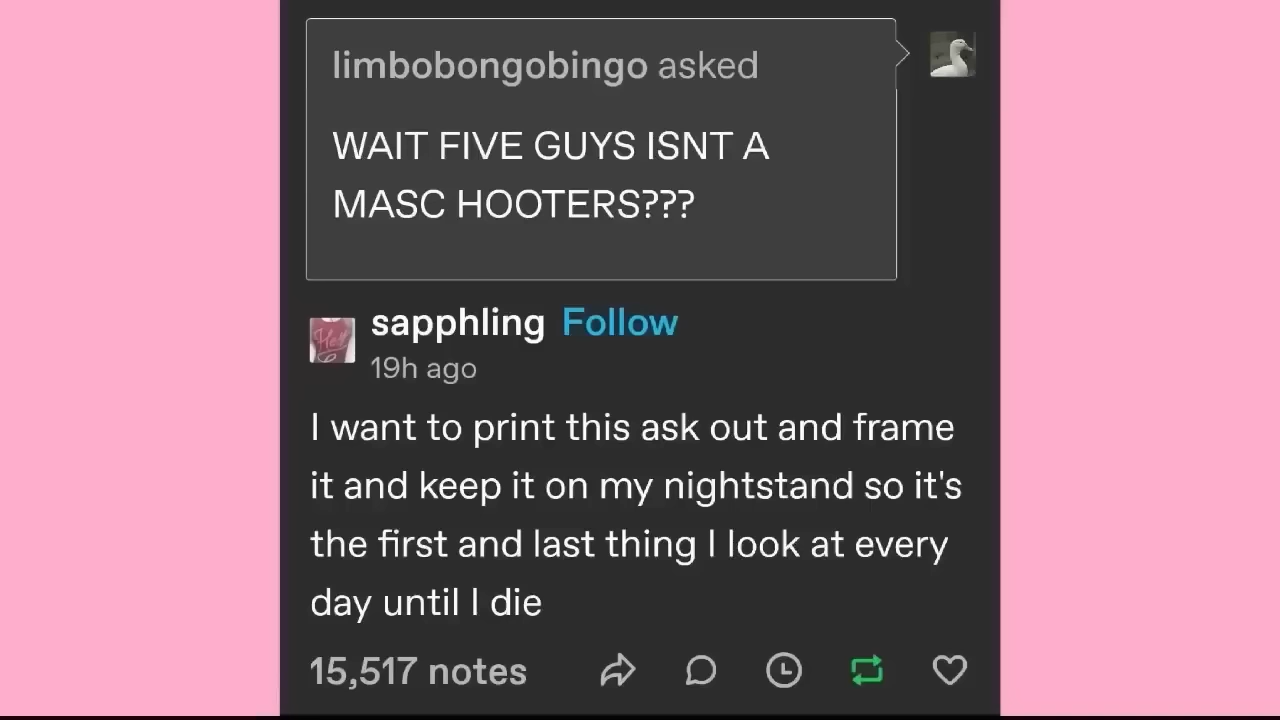 limbobongobingo asked
WAIT FIVE GUYS ISNT A
MASC HOOTERS???
sapphling Follow
19h ago
I want to print this ask out and frame
it and keep it on my nightstand so it's
the first and last thing I look at every
day until I die
15,517 notes